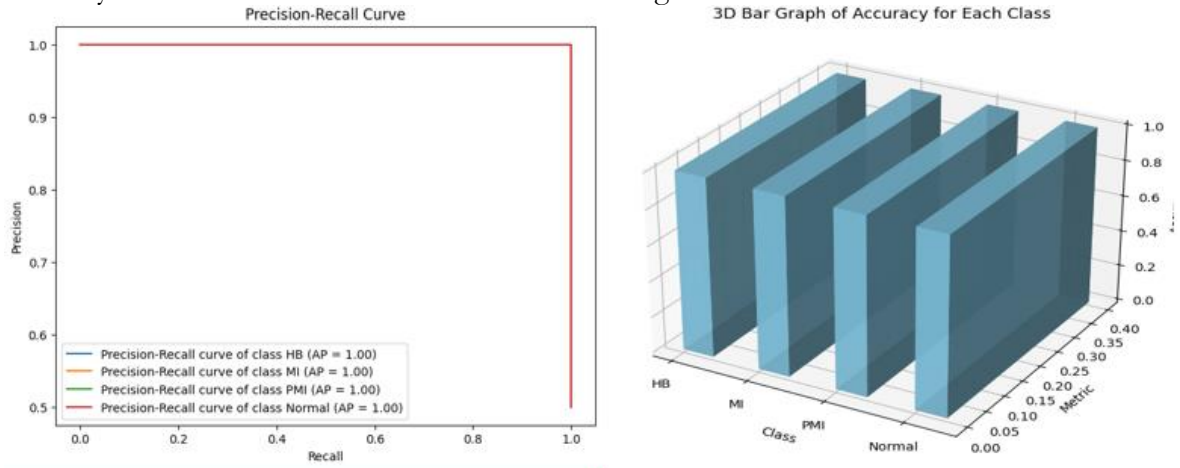 Precision-Recall Curve
1.0
0.9
0.8
0.7
0.6
0.5
Precision
Precision-Recall curve of class HB (AP = 1.00)
Precision-Recall curve of class MI (AP = 1.00)
Precision-Recall curve of class PMI (AP = 1.00)
Precision-Recall curve of class Normal (AP = 1.00)
0.0 0.2 0.4 0.6 0.8 1.0
Recall
3D Bar Graph of Accuracy for Each Class
1.0
0.8
0.6
0.4
0.2
0.0
0.40
0.35
0.30
0.25
0.20
0.15
0.10
0.05
0.00
Metric
HB
MI
PMI
Normal
Class